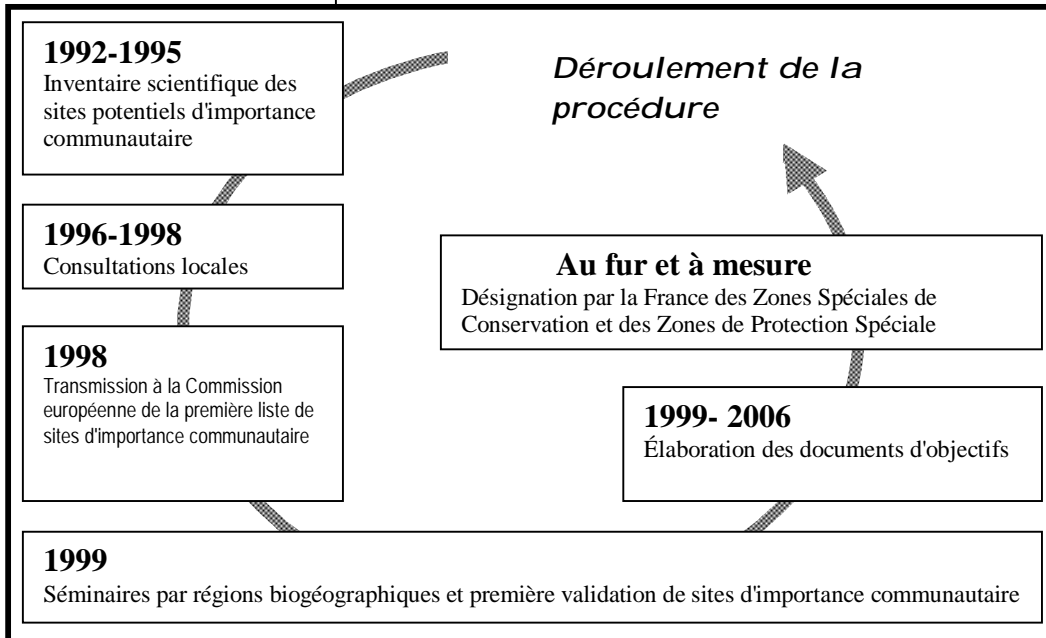 Déroulement de la
procédure
1992-1995
Inventaire scientifique des
sites potentiels d'importance
communautaire
1996-1998
Consultations locales
1998
Transmission à la Commission
européenne de la première liste de
sites d'importance communautaire
1999
Séminaires par régions biogéographiques et première validation de sites d'importance communautaire
1999- 2006
Élaboration des documents d'objectifs
Au fur et à mesure
Désignation par la France des Zones Spéciales de
Conservation et des Zones de Protection Spéciale